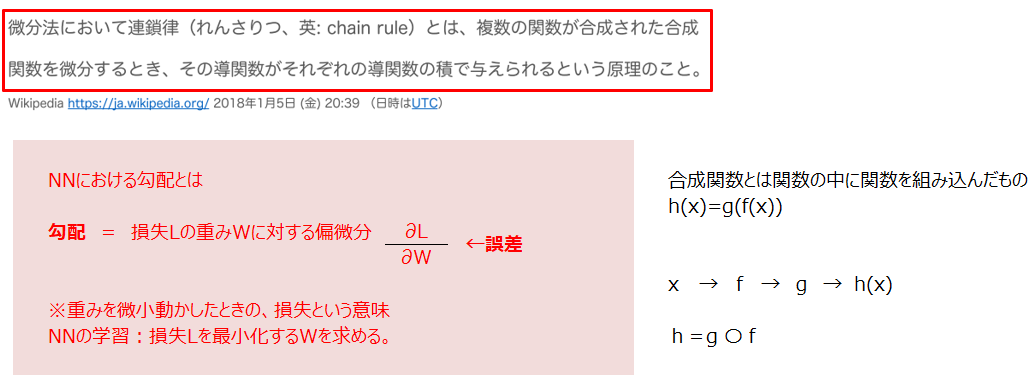 微分法において連鎖律（れんさりつ、英: chain rule）とは、複数の関数が合成された合成
関数を微分するとき、その導関数がそれぞれの導関数の積で与えられるという原理のこと。
Wikipedia https://ja.wikipedia.org/ 2018年1月5日 (金) 20:39 （日時はUTC）
NNにおける勾配とは
勾配 = 損失Lの重みWに対する偏微分 ∂L/∂W ←誤差
※重みを微小動かしたときの、損失という意味
NNの学習：損失Lを最小化するWを求める。
合成関数とは関数の中に関数を組み込んだもの
h(x)=g(f(x))
x → f → g → h(x)
h =g ○ f